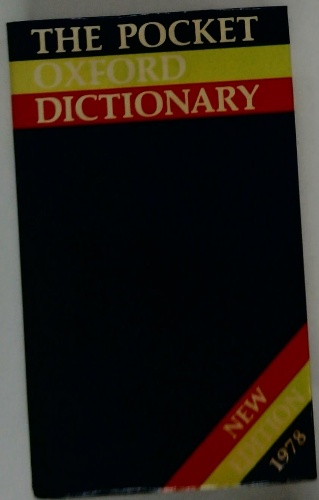 THE POCKET
OXFORD
DICTIONARY
NEW
EDITION
1978